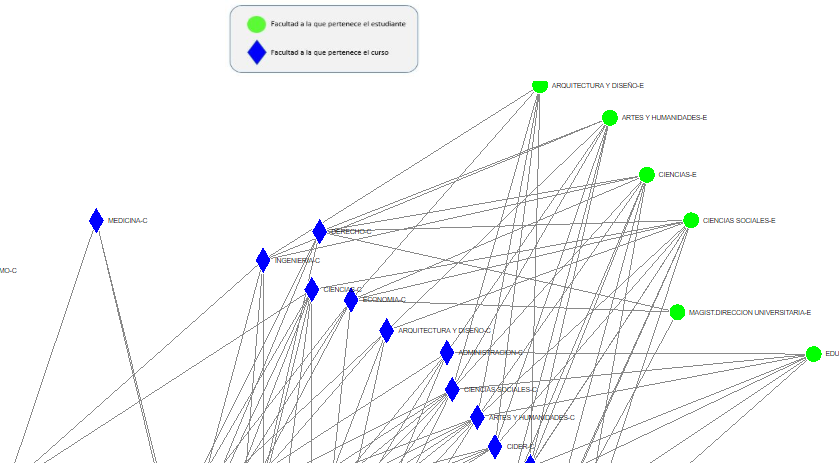 Facultad a la que pertenece el estudiante
Facultad a la que pertenece el curso
ARQUITECTURA Y DISEÑO-E
ARTES Y HUMANIDADES-E
CIENCIAS-E
MEDICINA-C
CIENCIAS SOCIALES-E
DERECHO-C
INGENIERIA-C
MO-C
CIENCIAS-C
ECONOMIA-C
MAGIST.DIRECCION UNIVERSITARIA-E
ARQUITECTURA Y DISEÑO-C
ADMINISTRACION-C
EDU
CIENCIAS SOCIALES-C
ARTES Y HUMANIDADES-C
CIDER-C